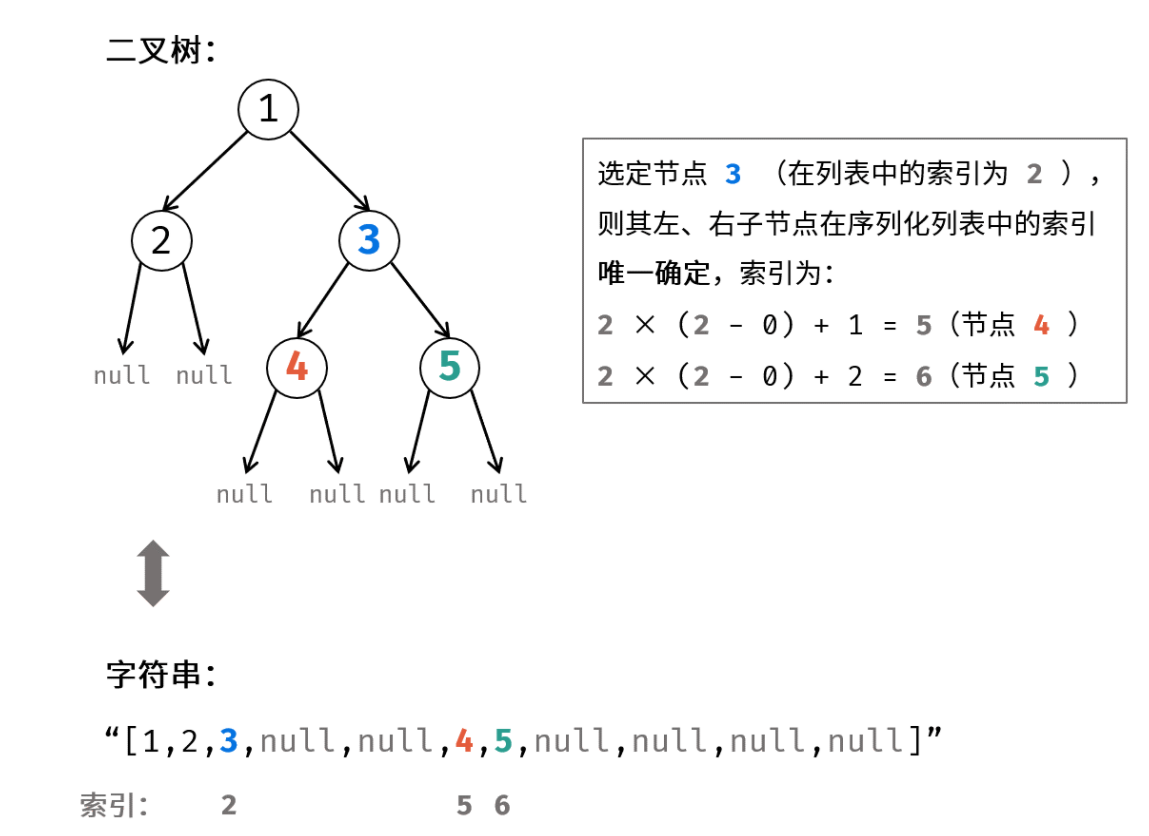 二叉树：
1
2
3
null
null
4
5
null
null
null
null
选定节点 3 （在列表中的索引为 2 ），
则其左、右子节点在序列化列表中的索引
唯一确定，索引为：
2 × (2 - 0) + 1 = 5（节点 4 ）
2 × (2 - 0) + 2 = 6（节点 5 ）
字符串：
“[1,2,3,null,null,4,5,null,null,null,null]”
索引： 2 5 6